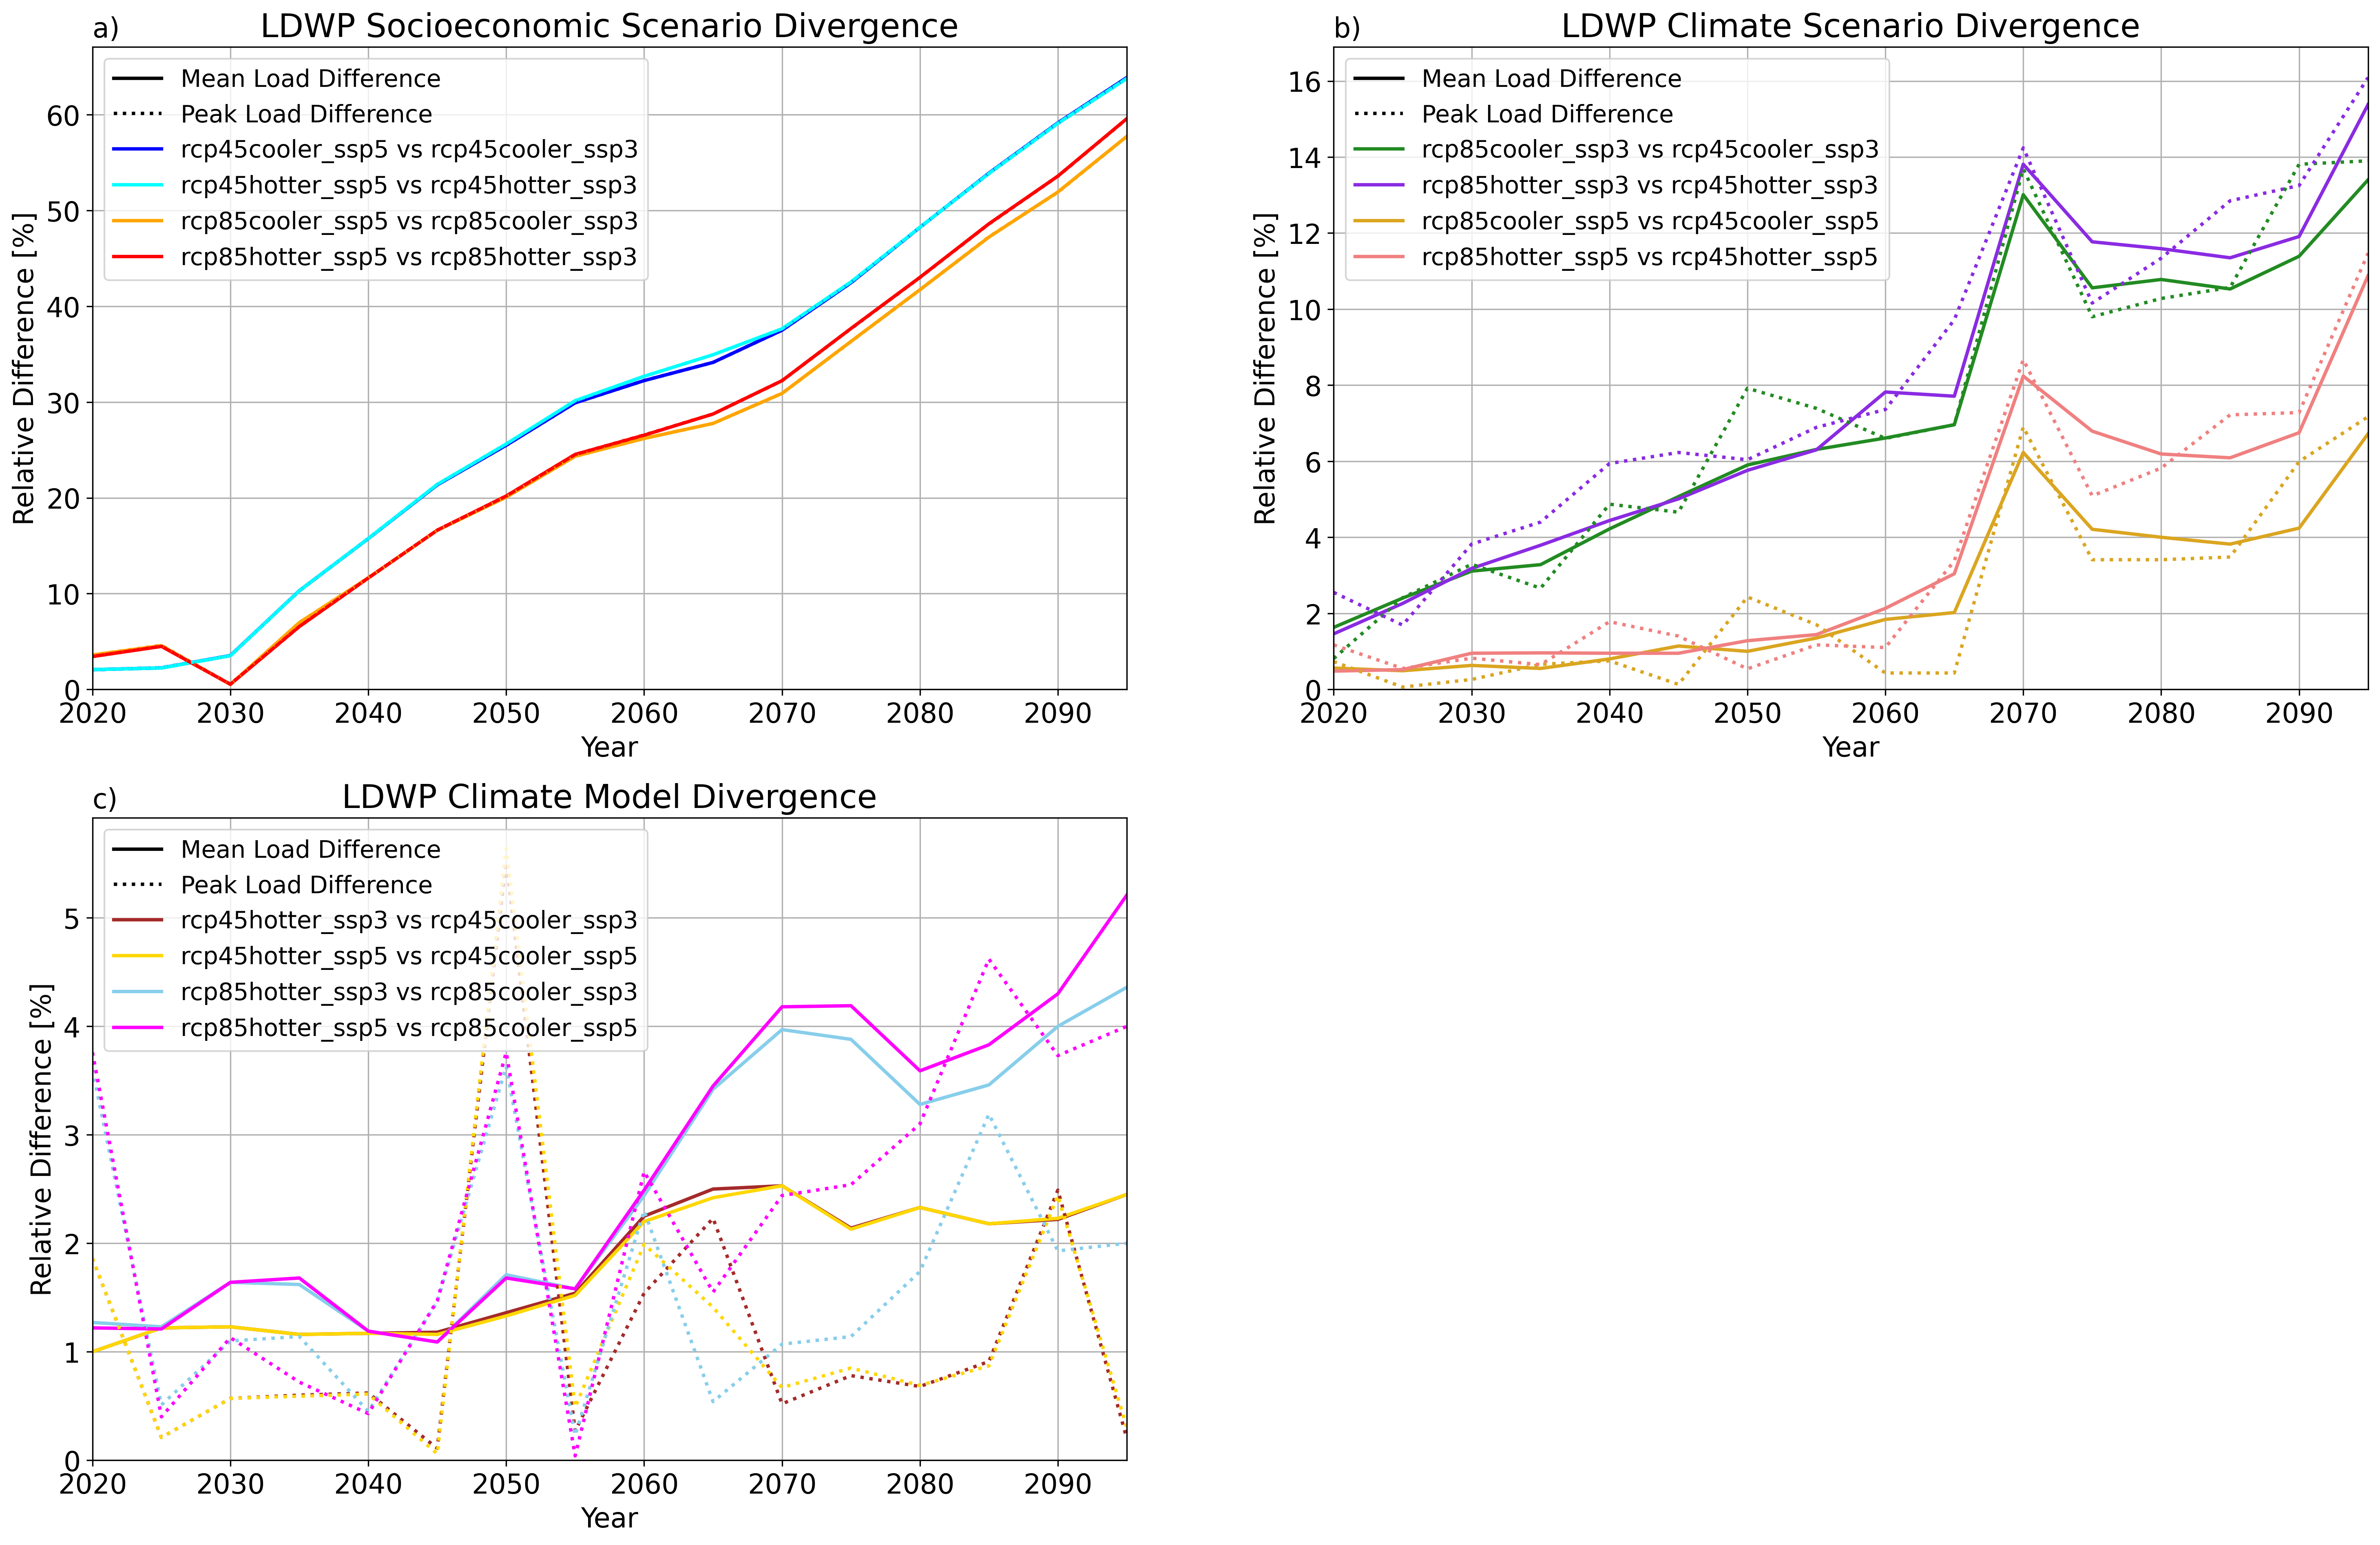 a)
LDWP Socioeconomic Scenario Divergence
Mean Load Difference
Peak Load Difference
rcp45cooler_ssp5 vs rcp45cooler_ssp3
rcp45hotter_ssp5 vs rcp45hotter_ssp3
rcp85cooler_ssp5 vs rcp85cooler_ssp3
rcp85hotter_ssp5 vs rcp85hotter_ssp3
Relative Difference [%]
60
50
40
30
20
10
0
2020 2030 2040 2050 2060 2070 2080 2090
Year
b)
LDWP Climate Scenario Divergence
Mean Load Difference
Peak Load Difference
rcp85cooler_ssp3 vs rcp45cooler_ssp3
rcp85hotter_ssp3 vs rcp45hotter_ssp3
rcp85cooler_ssp5 vs rcp45cooler_ssp5
rcp85hotter_ssp5 vs rcp45hotter_ssp5
Relative Difference [%]
16
14
12
10
8
6
4
2
0
2020 2030 2040 2050 2060 2070 2080 2090
Year
c)
LDWP Climate Model Divergence
Mean Load Difference
Peak Load Difference
rcp45hotter_ssp3 vs rcp45cooler_ssp3
rcp45hotter_ssp5 vs rcp45cooler_ssp5
rcp85hotter_ssp3 vs rcp85cooler_ssp3
rcp85hotter_ssp5 vs rcp85cooler_ssp5
Relative Difference [%]
5
4
3
2
1
0
2020 2030 2040 2050 2060 2070 2080 2090
Year